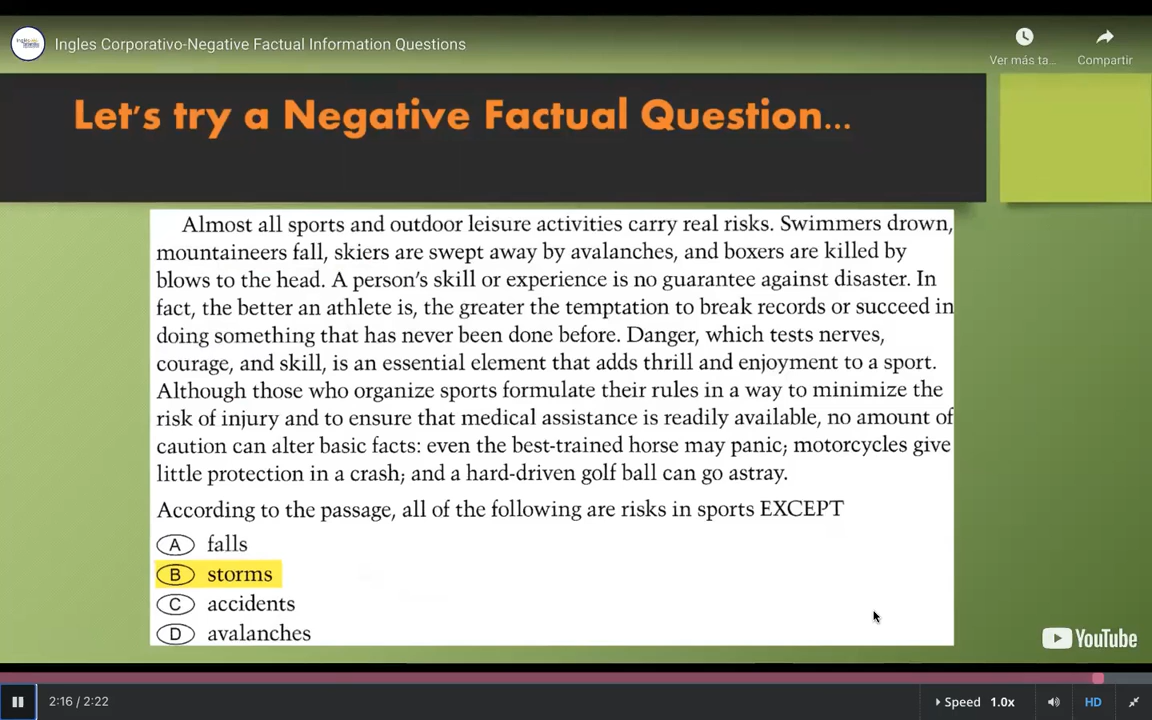 Ingles Corporativo-Negative Factual Information Questions
Ver más ta...
Compartir
Let's try a Negative Factual Question...
Almost all sports and outdoor leisure activities carry real risks. Swimmers drown,
mountaineers fall, skiers are swept away by avalanches, and boxers are killed by
blows to the head. A person's skill or experience is no guarantee against disaster. In
fact, the better an athlete is, the greater the temptation to break records or succeed in
doing something that has never been done before. Danger, which tests nerves,
courage, and skill, is an essential element that adds thrill and enjoyment to a sport.
Although those who organize sports formulate their rules in a way to minimize the
risk of injury and to ensure that medical assistance is readily available, no amount of
caution can alter basic facts: even the best-trained horse may panic; motorcycles give
little protection in a crash; and a hard-driven golf ball can go astray.
According to the passage, all of the following are risks in sports EXCEPT
A falls
B storms
C accidents
D avalanches
YouTube
2:16 / 2:22
Speed 1.0x
HD